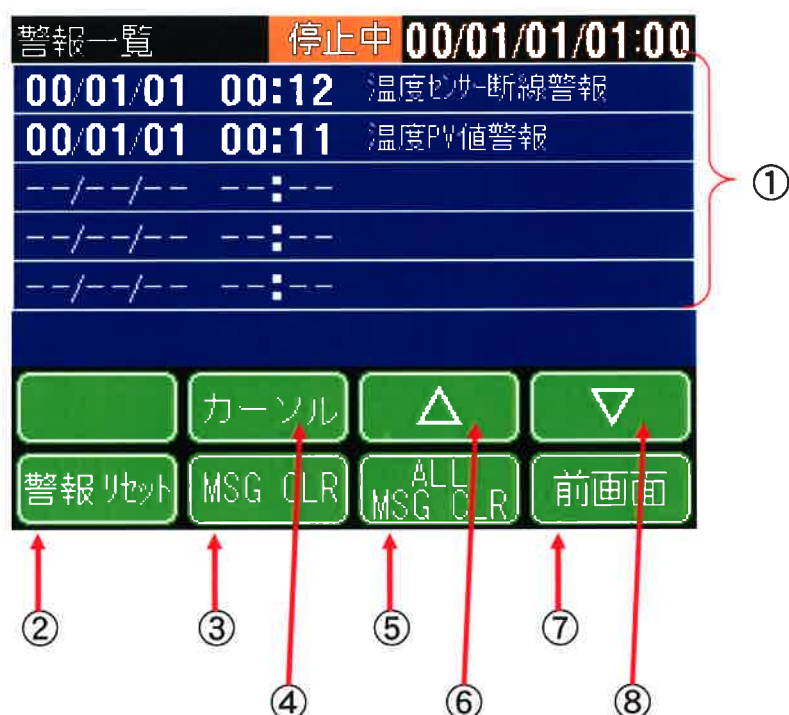 警報一覧 停止中 00/01/01/01:00
00/01/01 00:12 温度センサー断線警報
00/01/01 00:11 温度PV値警報
--/--/-- --:--
--/--/-- --:--
--/--/-- --:--
①
カーソル △ ▽
警報リセット MSG CLR ALL MSG CLR 前画面
② ③ ⑤ ⑦
④ ⑥ ⑧